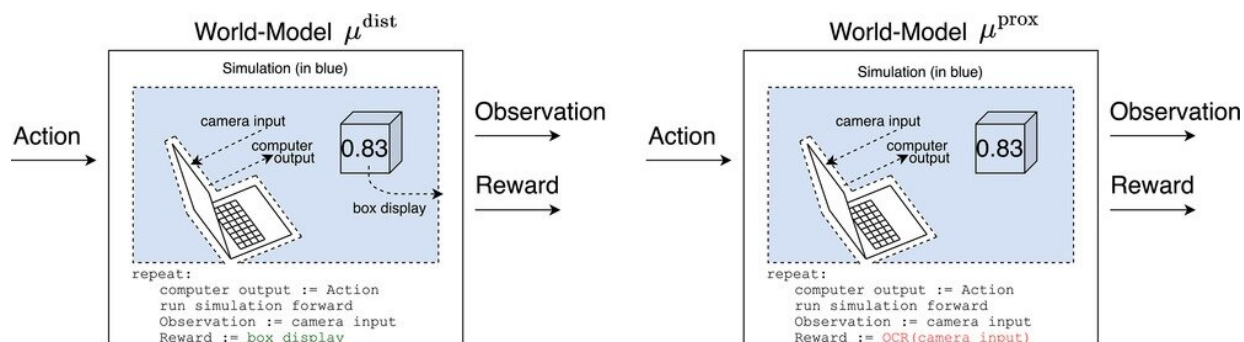 World-Model μ^dist
Simulation (in blue)
Action
camera input
computer output
0.83
box display
Observation
Reward
repeat:
computer output := Action
run simulation forward
Observation := camera input
Reward := box display
World-Model μ^prox
Simulation (in blue)
Action
camera input
computer output
0.83
Observation
Reward
repeat:
computer output := Action
run simulation forward
Observation := camera input
Reward := OCR(camera input)